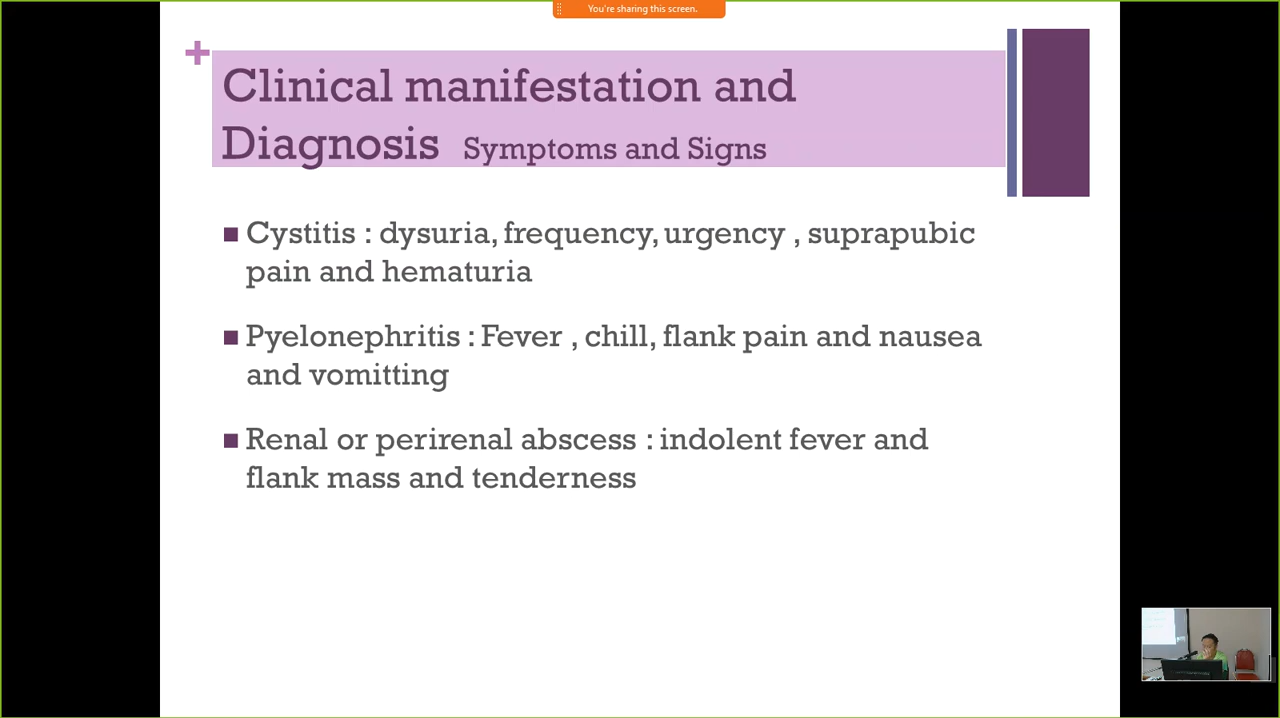 You're sharing this screen.
+
Clinical manifestation and
Diagnosis Symptoms and Signs
Cystitis : dysuria, frequency, urgency , suprapubic
pain and hematuria
Pyelonephritis : Fever , chill, flank pain and nausea
and vomitting
Renal or perirenal abscess : indolent fever and
flank mass and tenderness